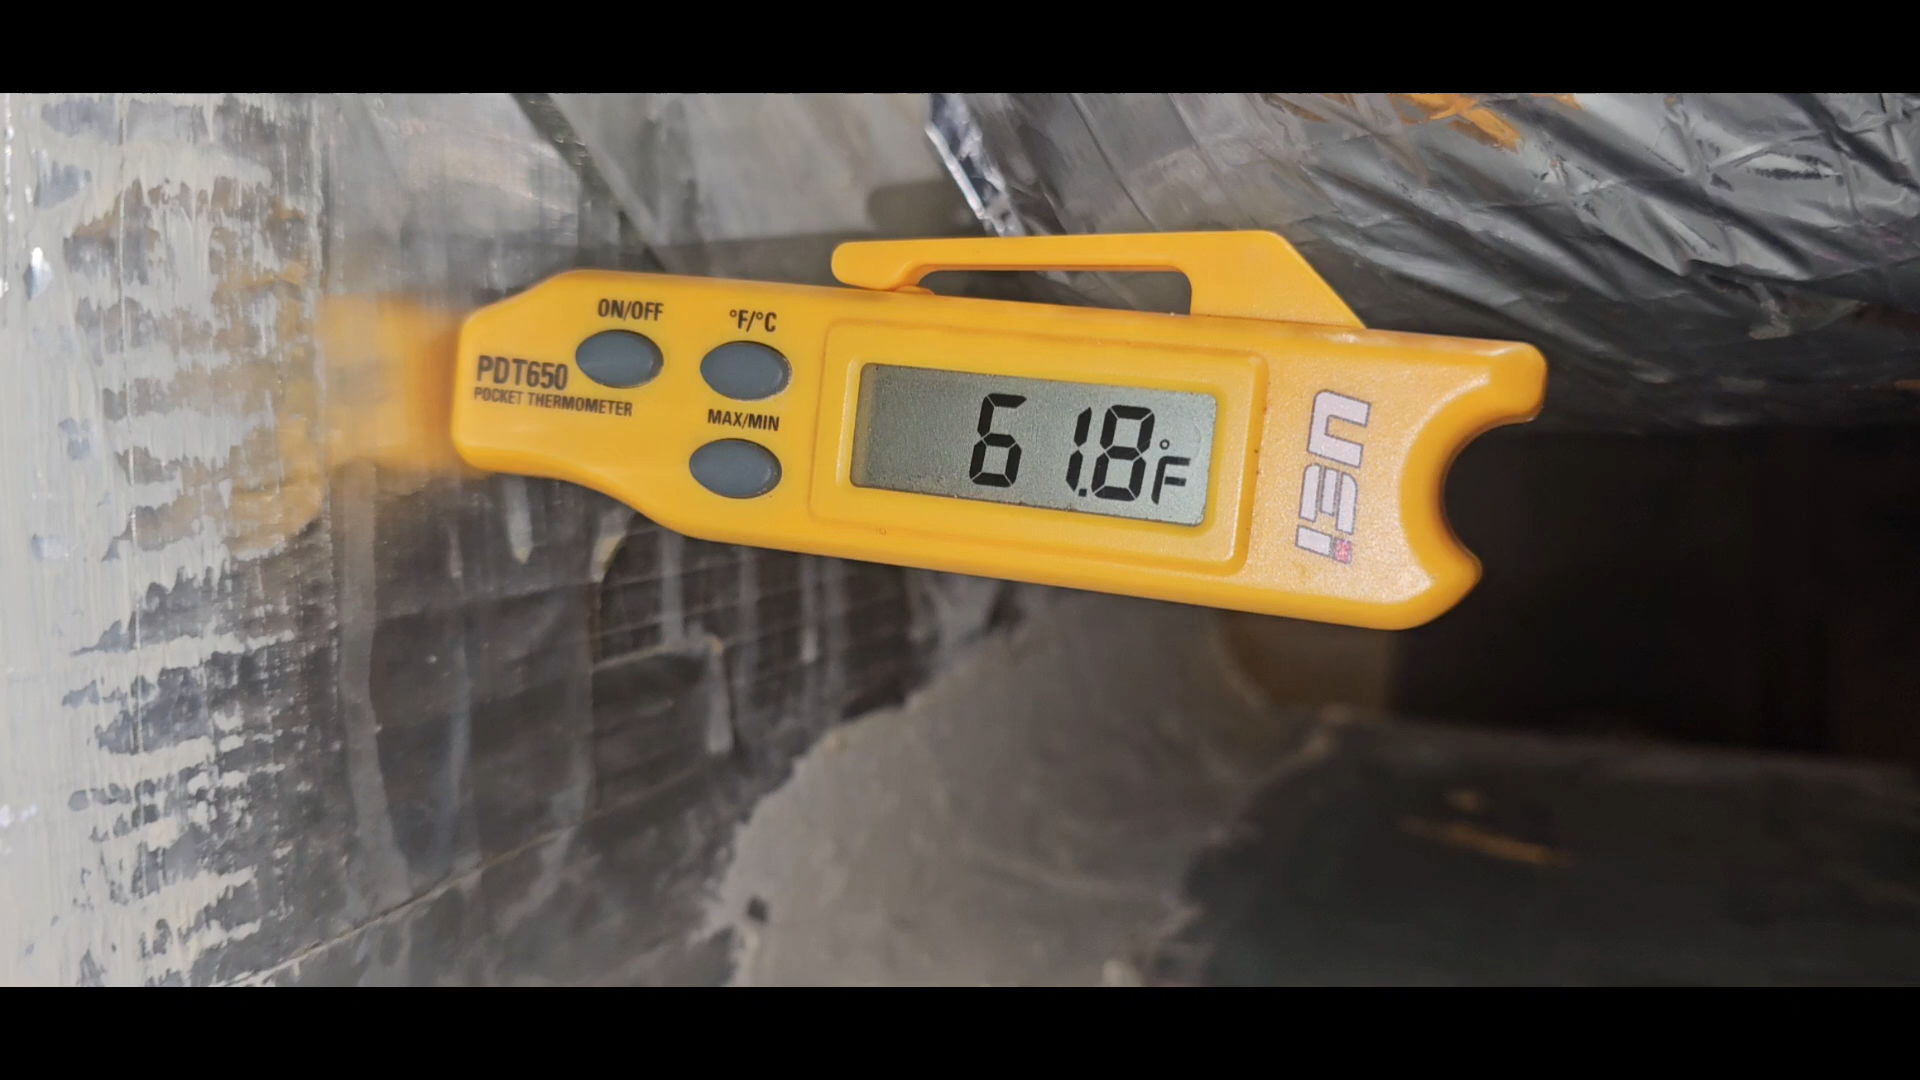 ON/OFF
°F/°C
PDT650
POCKET THERMOMETER
MAX/MIN
61.8°F
UEi